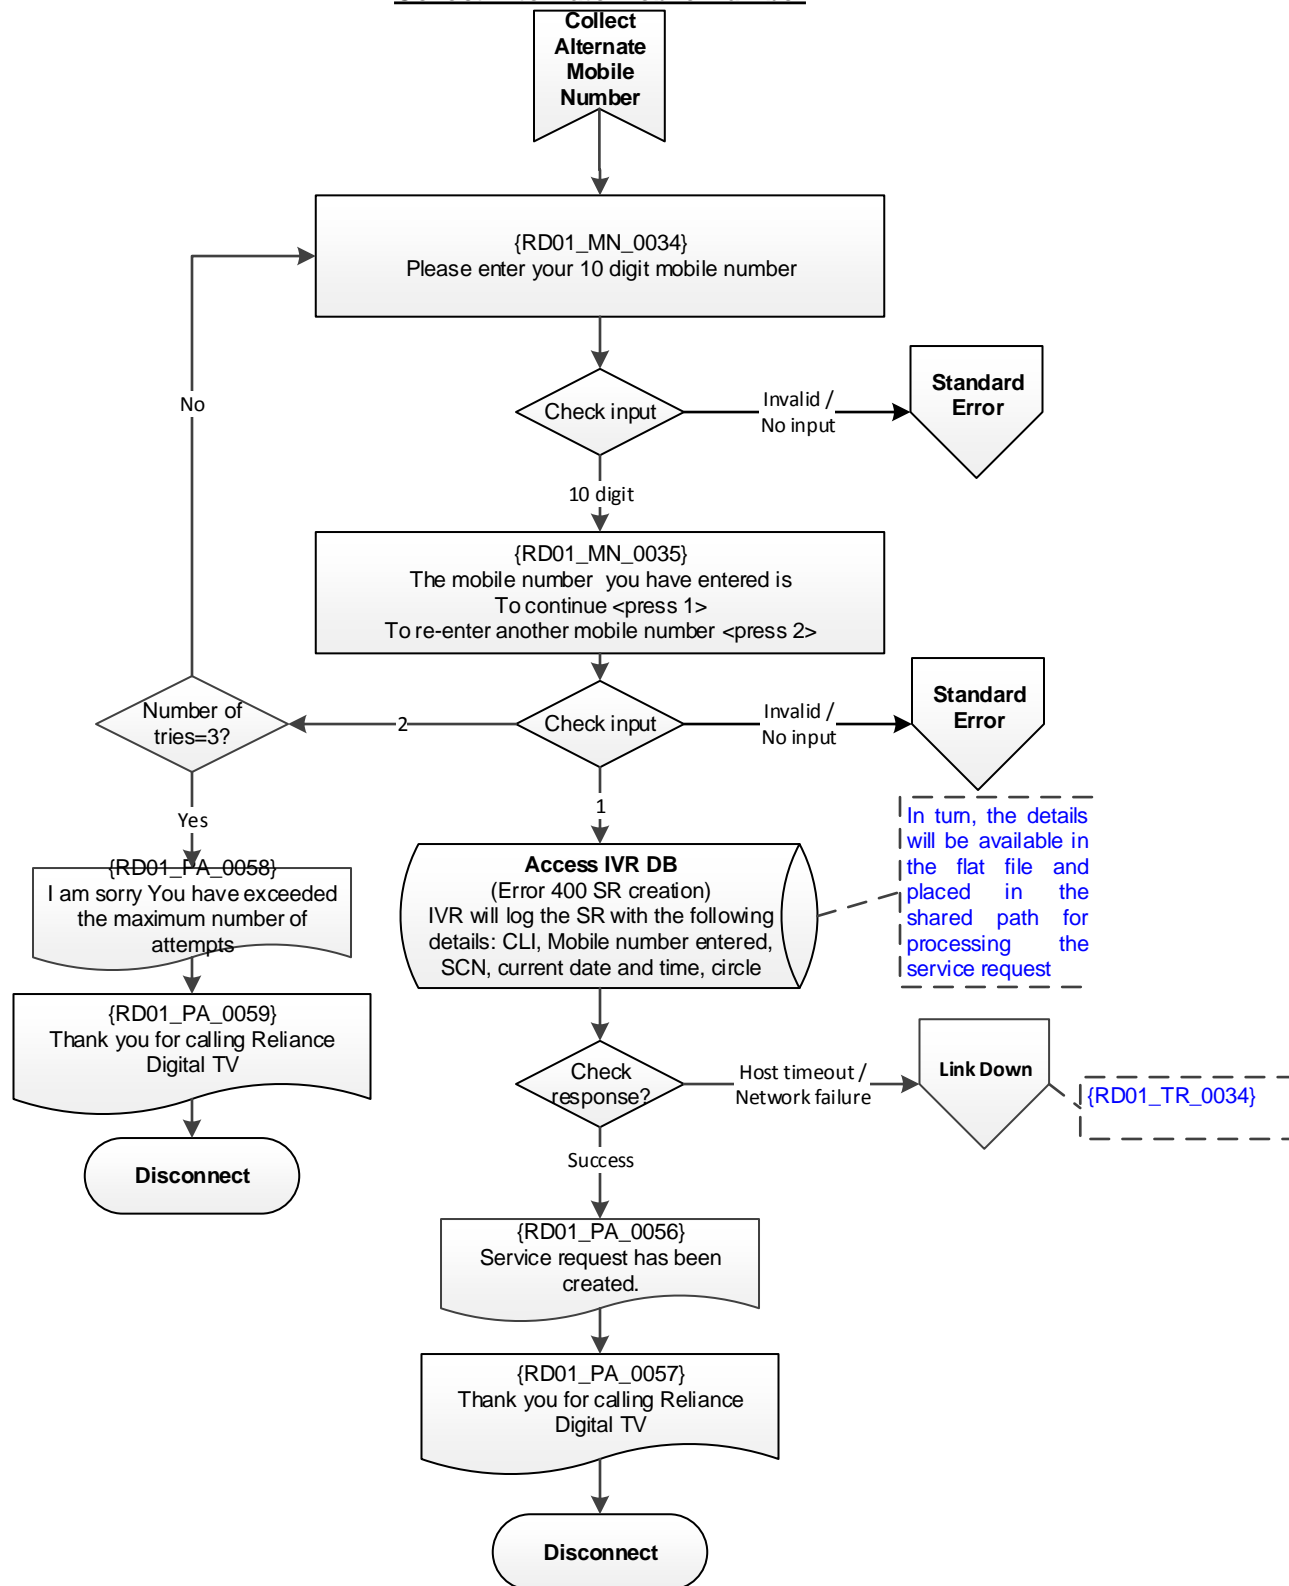 Collect
Alternate
Mobile
Number
{RD01_MN_0034}
Please enter your 10 digit mobile number
No
Check input
Invalid /
No input
Standard
Error
10 digit
{RD01_MN_0035}
The mobile number you have entered is
To continue <press 1>
To re-enter another mobile number <press 2>
Number of
tries=3?
2
Check input
Invalid /
No input
Standard
Error
Yes
1
{RD01_PA_0058}
I am sorry You have exceeded
the maximum number of
attempts
Access IVR DB
(Error 400 SR creation)
IVR will log the SR with the following
details: CLI, Mobile number entered,
SCN, current date and time, circle
In turn, the details
will be available in
the flat file and
placed in the
shared path for
processing the
service request
{RD01_PA_0059}
Thank you for calling Reliance
Digital TV
Disconnect
Check
response?
Host timeout /
Network failure
Link Down
{RD01_TR_0034}
Success
{RD01_PA_0056}
Service request has been
created.
{RD01_PA_0057}
Thank you for calling Reliance
Digital TV
Disconnect